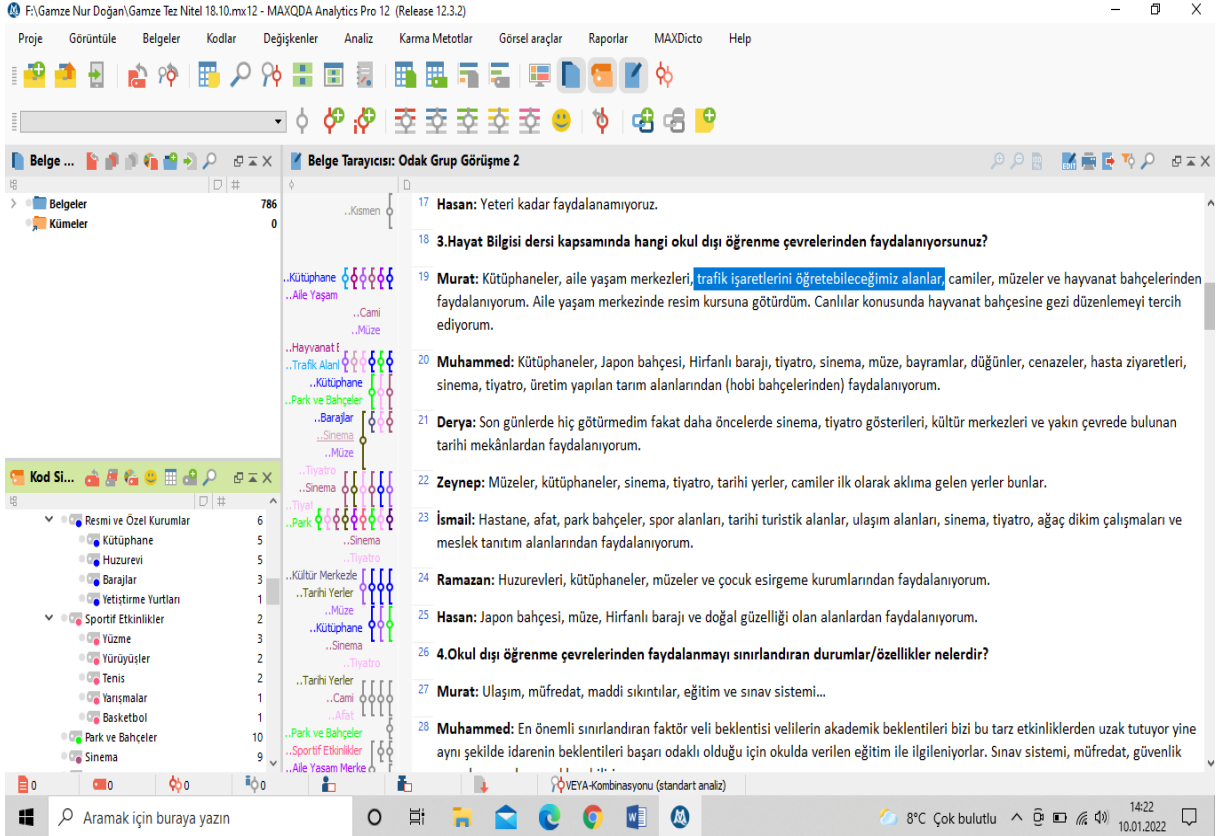 F:\Gamze Nur Doğan\Gamze Tez Nitel 18.10.mx12 - MAXQDA Analytics Pro 12 (Release 12.3.2)
Proje Görüntüle Belgeler Kodlar Değişkenler Analiz Karma Metotlar Görsel araçlar Raporlar MAXDicto Help
Belge ...
Belge Tarayıcısı: Odak Grup Görüşme 2
#
Belgeler 786
Kümeler 0
..Kısmen
..Kütüphane
..Aile Yaşam
..Cami
..Müze
..Hayvanat
..Trafik Alanl
..Kütüphane
..Park ve Bahçeler
..Barajlar
..Sinema
..Müze
..Tiyatro
..Sinema
..Tiyat
..Park
..Sinema
..Tiyatro
..Kültür Merkezle
..Tarihi Yerler
..Müze
..Kütüphane
..Sinema
..Tiyatro
..Tarihi Yerler
..Cami
..Afat
..Park ve Bahçeler
..Sportif Etkinlikler
..Aile Yaşam Merke
17 Hasan: Yeteri kadar faydalanamıyoruz.
18 3.Hayat Bilgisi dersi kapsamında hangi okul dışı öğrenme çevrelerinden faydalanıyorsunuz?
19 Murat: Kütüphaneler, aile yaşam merkezleri, trafik işaretlerini öğretebileceğimiz alanlar, camiler, müzeler ve hayvanat bahçelerinden
faydalanıyorum. Aile yaşam merkezinde resim kursuna götürdüm. Canlılar konusunda hayvanat bahçesine gezi düzenlemeyi tercih
ediyorum.
20 Muhammed: Kütüphaneler, Japon bahçesi, Hirfanlı barajı, tiyatro, sinema, müze, bayramlar, düğünler, cenazeler, hasta ziyaretleri,
sinema, tiyatro, üretim yapılan tarım alanlarından (hobi bahçelerinden) faydalanıyorum.
21 Derya: Son günlerde hiç götürmedim fakat daha öncelerde sinema, tiyatro gösterileri, kültür merkezleri ve yakın çevrede bulunan
tarihi mekânlardan faydalanıyorum.
22 Zeynep: Müzeler, kütüphaneler, sinema, tiyatro, tarihi yerler, camiler ilk olarak aklıma gelen yerler bunlar.
23 İsmail: Hastane, afat, park bahçeler, spor alanları, tarihi turistik alanlar, ulaşım alanları, sinema, tiyatro, ağaç dikim çalışmaları ve
meslek tanıtım alanlarından faydalanıyorum.
24 Ramazan: Huzurevleri, kütüphaneler, müzeler ve çocuk esirgeme kurumlarından faydalanıyorum.
25 Hasan: Japon bahçesi, müze, Hirfanlı barajı ve doğal güzelliği olan alanlardan faydalanıyorum.
26 4.Okul dışı öğrenme çevrelerinden faydalanmayı sınırlandıran durumlar/özellikler nelerdir?
27 Murat: Ulaşım, müfredat, maddi sıkıntılar, eğitim ve sınav sistemi...
28 Muhammed: En önemli sınırlandıran faktör veli beklentisi velilerin akademik beklentileri bizi bu tarz etkinliklerden uzak tutuyor yine
aynı şekilde idarenin beklentileri başarı odaklı olduğu için okulda verilen eğitim ile ilgileniyorlar. Sınav sistemi, müfredat, güvenlik
Kod Si...
#
Resmi ve Özel Kurumlar 6
Kütüphane 5
Huzurevi 5
Barajlar 3
Yetiştirme Yurtları 1
Sportif Etkinlikler 2
Yüzme 3
Yürüyüşler 2
Tenis 2
Yarışmalar 1
Basketbol 1
Park ve Bahçeler 10
Sinema 9
0 0 0 0 VEYA-Kombinasyonu (standart analiz)
Aramak için buraya yazın 8°C Çok bulutlu 14:22
10.01.2022